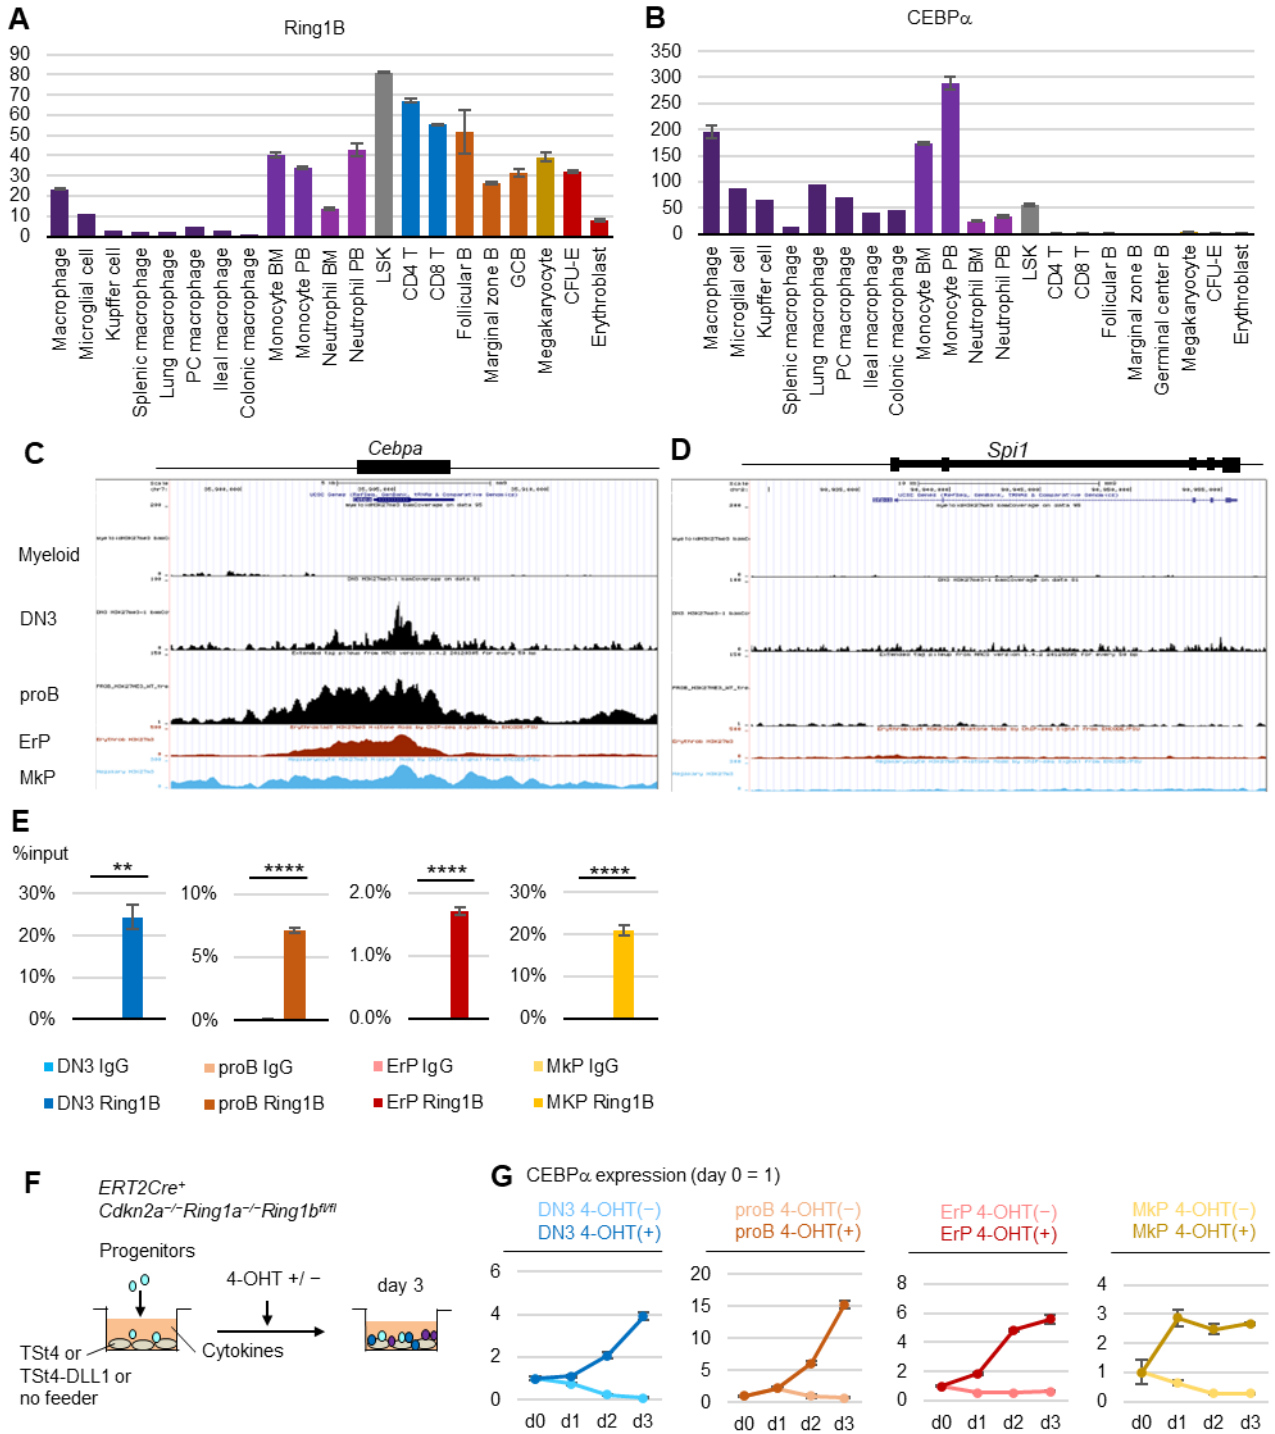 A
Ring1B
90
80
70
60
50
40
30
20
10
0
Macrophage
Microglial cell
Kupffer cell
Splenic macrophage
Lung macrophage
PC macrophage
Ileal macrophage
Colonic macrophage
Monocyte BM
Monocyte PB
Neutrophil BM
Neutrophil PB
LSK
CD4 T
CD8 T
Follicular B
Marginal zone B
GCB
Megakaryocyte
CFU-E
Erythroblast
B
CEBPα
350
300
250
200
150
100
50
0
Macrophage
Microglial cell
Kupffer cell
Splenic macrophage
Lung macrophage
PC macrophage
Ileal macrophage
Colonic macrophage
Monocyte BM
Monocyte PB
Neutrophil BM
Neutrophil PB
LSK
CD4 T
CD8 T
Follicular B
Marginal zone B
Germinal center B
Megakaryocyte
CFU-E
Erythroblast
C
Cebpa
Myeloid
DN3
proB
ErP
MkP
D
Spi1
E
%input
**
30%
20%
10%
0%
****
10%
5%
0%
****
2.0%
1.0%
0.0%
****
30%
20%
10%
0%
DN3 IgG
proB IgG
ErP IgG
MkP IgG
DN3 Ring1B
proB Ring1B
ErP Ring1B
MKP Ring1B
F
ERT2Cre⁺
Cdkn2a⁻/⁻Ring1a⁻/⁻Ring1bᶠˡ/ᶠˡ
Progenitors
4-OHT +/ −
day 3
TSt4 or
TSt4-DLL1 or
no feeder
Cytokines
G
CEBPα expression (day 0 = 1)
DN3 4-OHT(−)
DN3 4-OHT(+)
6
4
2
0
d0 d1 d2 d3
proB 4-OHT(−)
proB 4-OHT(+)
20
15
10
5
0
d0 d1 d2 d3
ErP 4-OHT(−)
ErP 4-OHT(+)
8
6
4
2
0
d0 d1 d2 d3
MkP 4-OHT(−)
MkP 4-OHT(+)
4
3
2
1
0
d0 d1 d2 d3